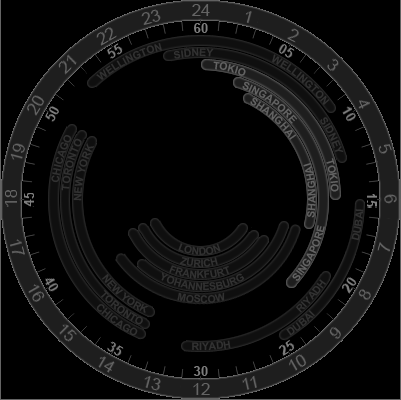 24
1
2
3
4
5
6
7
8
9
10
11
12
13
14
15
16
17
18
19
20
21
22
23
60
05
10
15
20
25
30
35
40
45
50
55
WELLINGTON
WELLINGTON
SiDNEY
SiDNEY
TOKIO
TOKIO
SINGAPORE
SINGAPORE
SHANGHAI
SHANGHAI
DUBAI
DUBAI
RIYADH
RIYADH
LONDON
ZURICH
FRANKFURT
YOHANNESBURG
MOSCOW
NEW YORK
NEW YORK
TORONTO
TORONTO
CHICAGO
CHICAGO